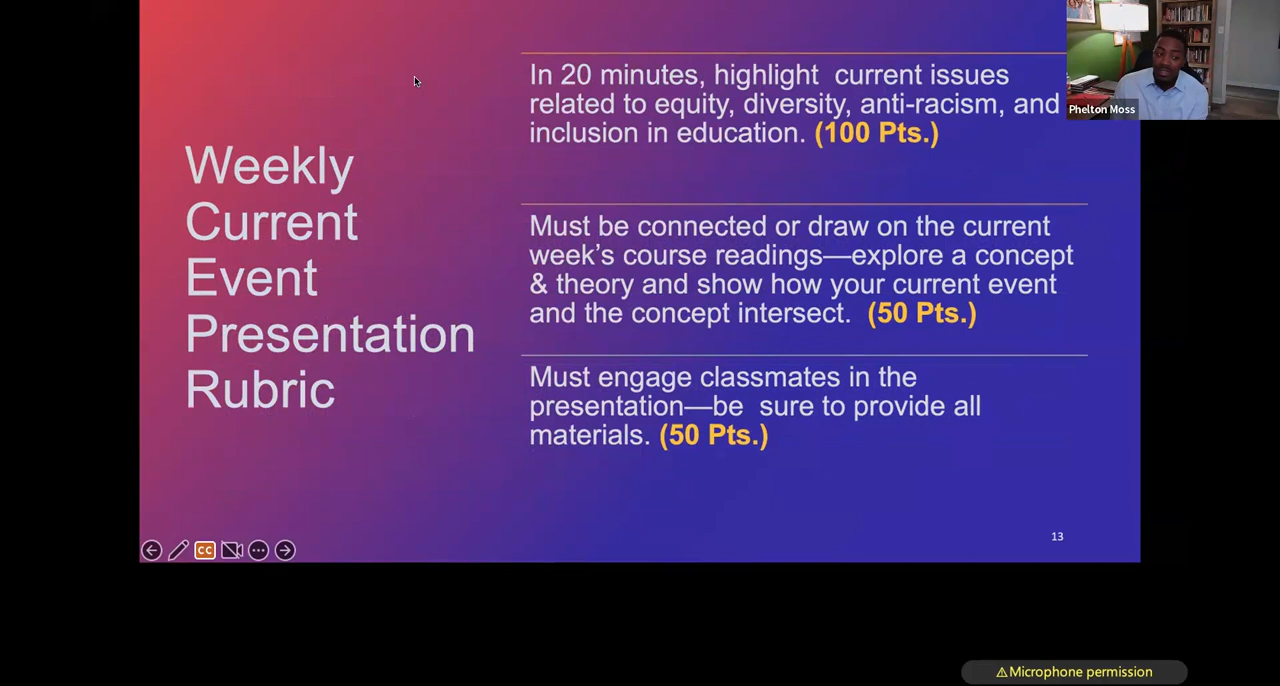 Weekly
Current
Event
Presentation
Rubric
In 20 minutes, highlight  current issues
related to equity, diversity, anti-racism, and
inclusion in education. (100 Pts.)
Must be connected or draw on the current
week’s course readings—explore a concept
& theory and show how your current event
and the concept intersect.  (50 Pts.)
Must engage classmates in the
presentation—be  sure to provide all
materials. (50 Pts.)
13
CC
Phelton Moss
⚠Microphone permission